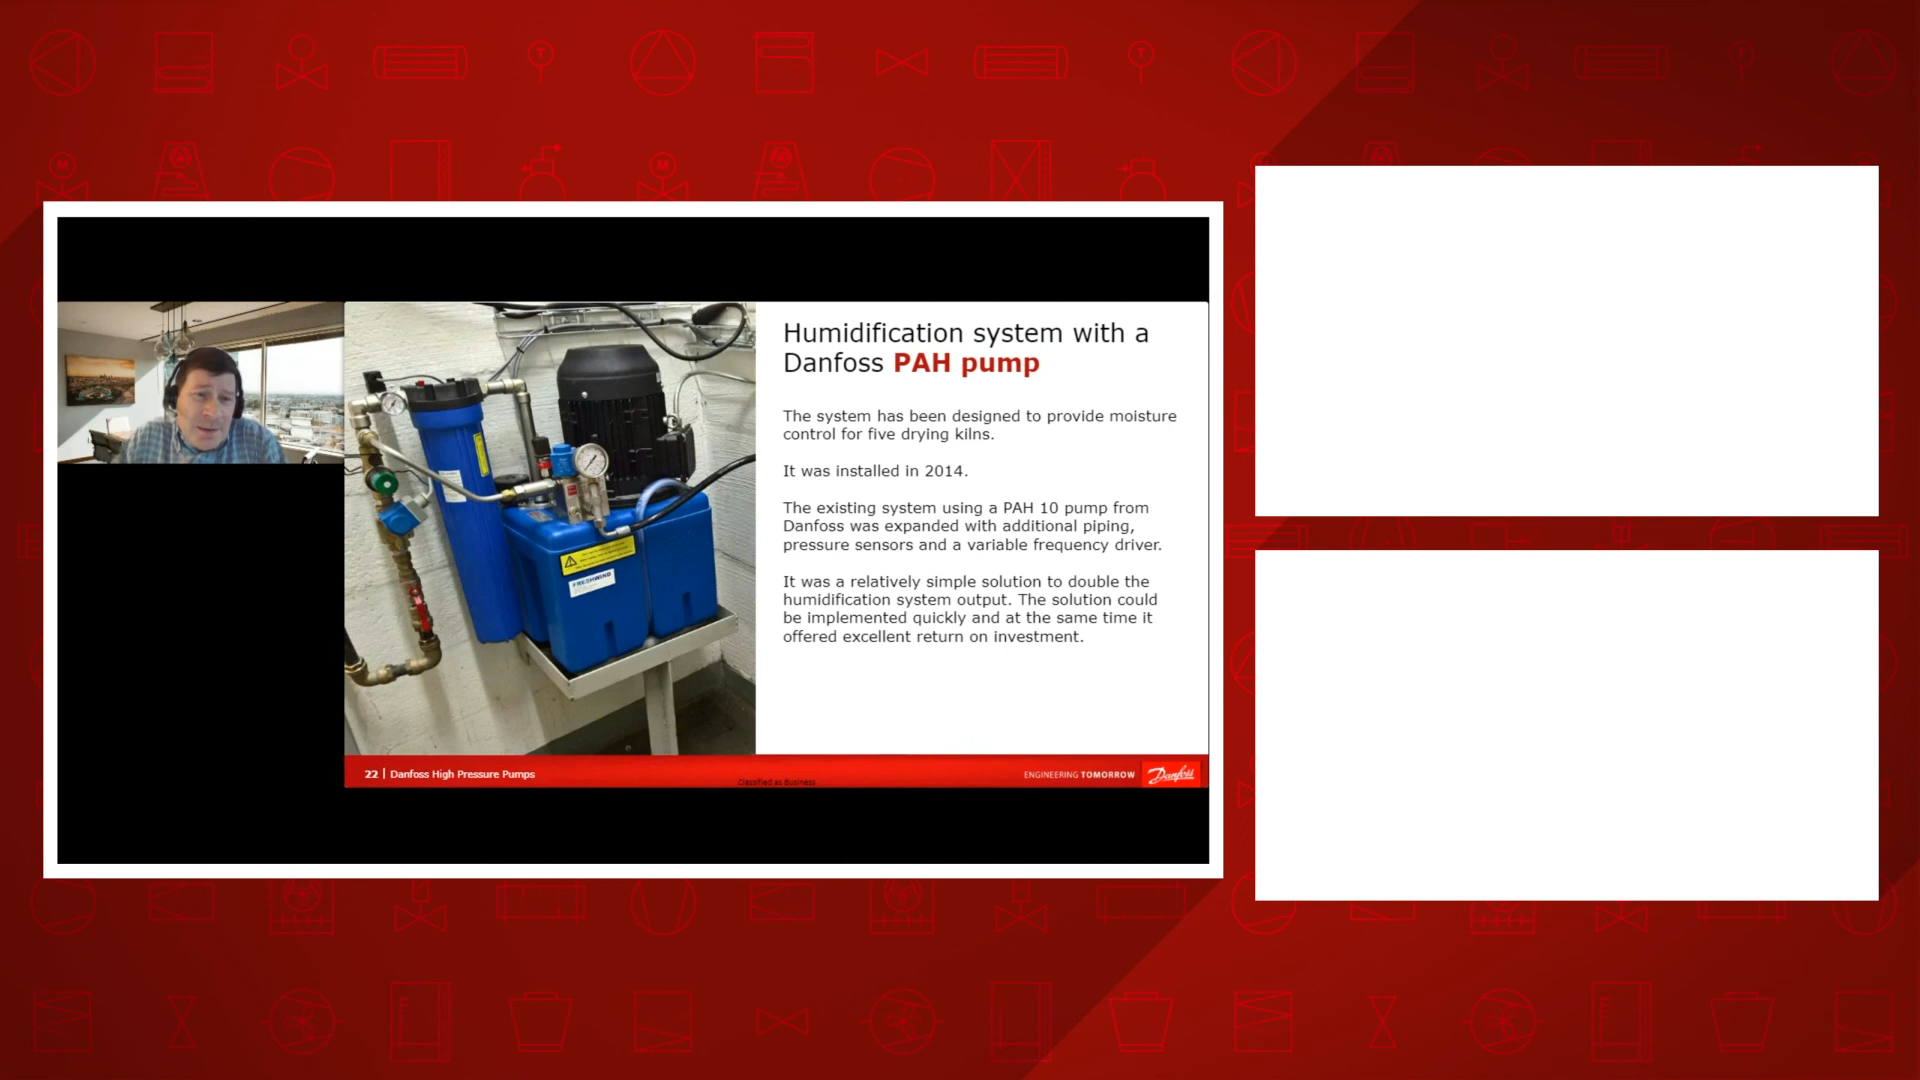 Humidification system with a
Danfoss PAH pump
The system has been designed to provide moisture
control for five drying kilns.
It was installed in 2014.
The existing system using a PAH 10 pump from
Danfoss was expanded with additional piping,
pressure sensors and a variable frequency driver.
It was a relatively simple solution to double the
humidification system output. The solution could
be implemented quickly and at the same time it
offered excellent return on investment.
FRESHWIND
22 | Danfoss High Pressure Pumps
Classified as Business
ENGINEERING TOMORROW
Danfoss